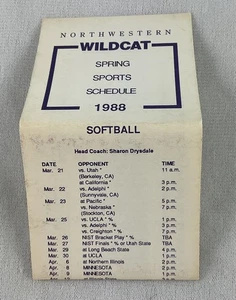 NORTHWESTERN
WILDCAT
SPRING
SPORTS
SCHEDULE
1988
SOFTBALL
Head Coach: Sharon Drysdale
DATE OPPONENT TIME
Mar. 21 vs. Utah * 11 a.m.
(Berkeley, CA)
at California * 3 p.m.
Mar. 22 vs. Adelphi * 2 p.m.
(Sunnyvale, CA)
Mar. 23 at Pacific * 5 p.m.
vs. Nebraska * 7 p.m.
(Stockton, CA)
Mar. 25 vs. UCLA * % 1 p.m.
vs. Adelphi * % 3 p.m.
vs. Creighton * % 7 p.m.
Mar. 26 NIST Bracket Play * % TBA
Mar. 27 NIST Finals * % or Utah State TBA
Mar. 29 at Long Beach State 4 p.m.
Mar. 30 at UCLA 1 p.m.
Apr. 6 at Northern Illinois 2 p.m.
Apr. 8 MINNESOTA 2 p.m.
Apr. 9 MINNESOTA 1 p.m.